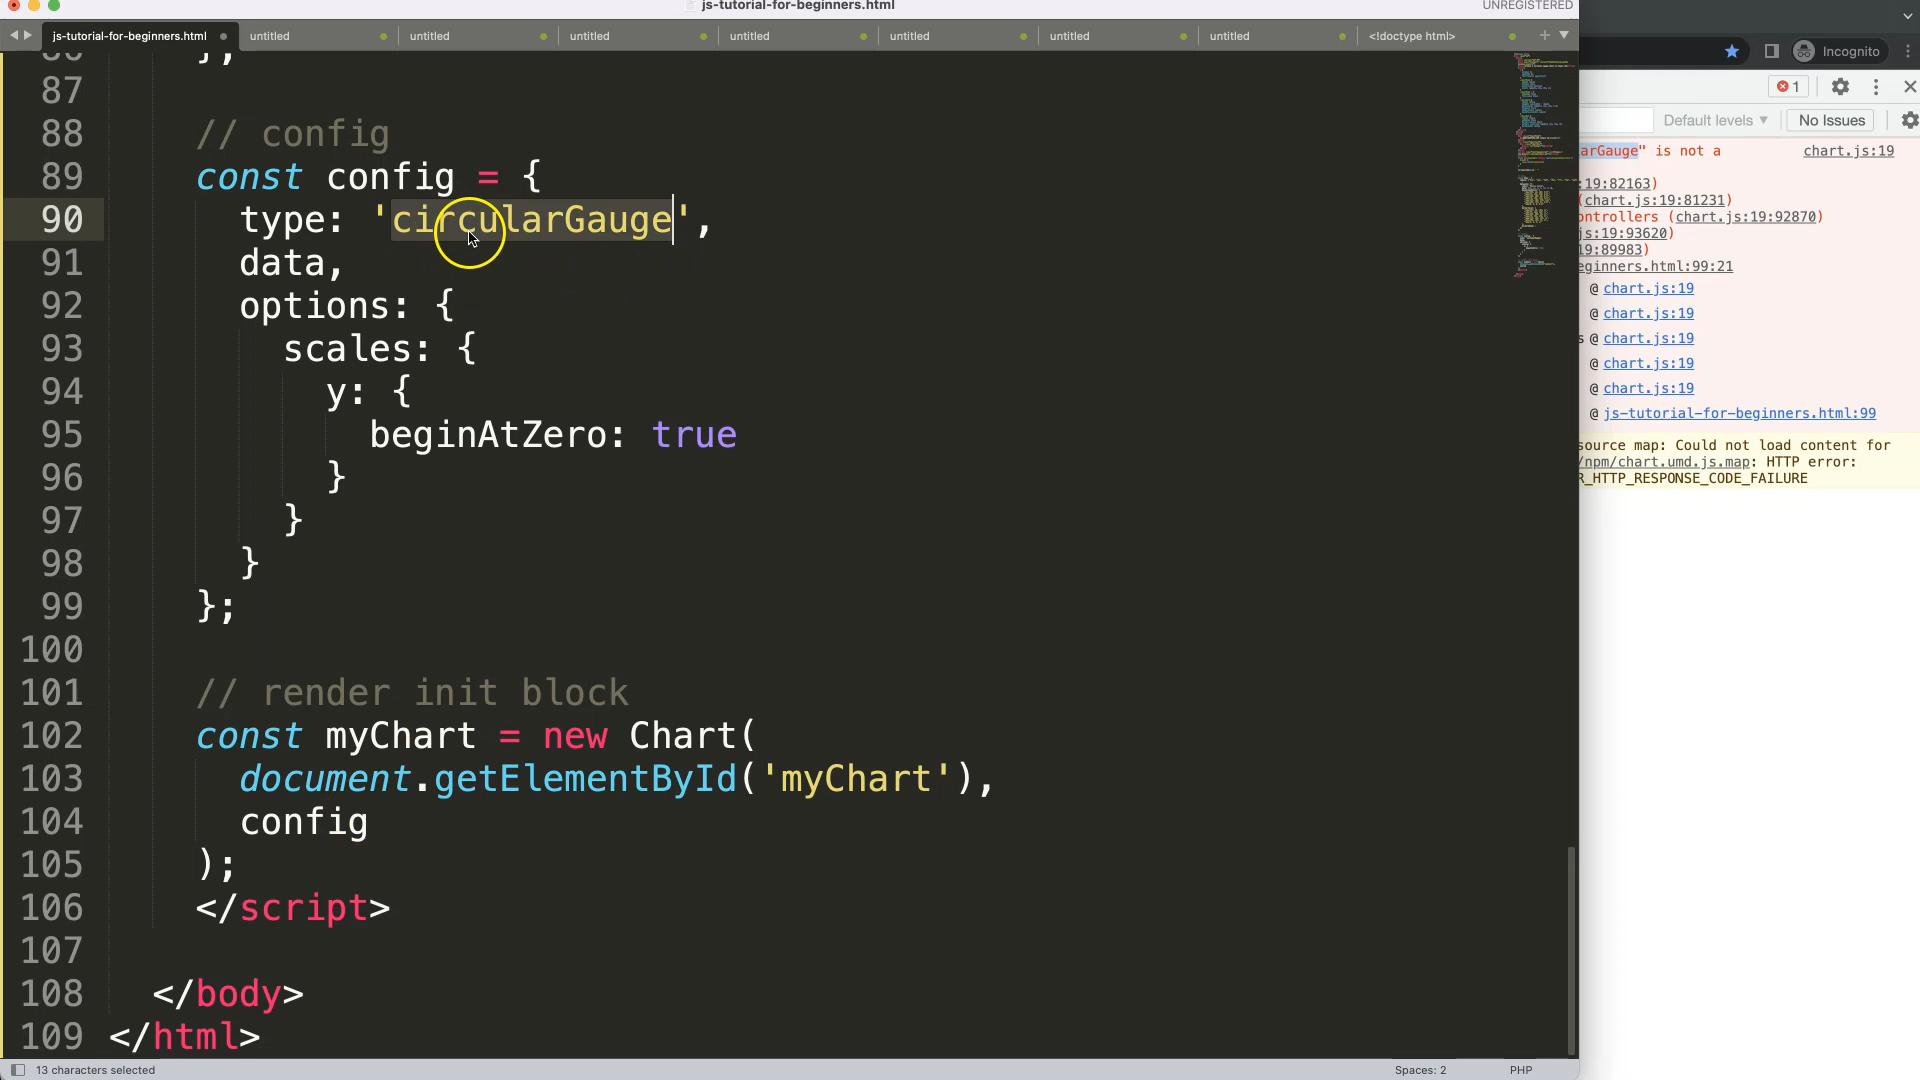 js-tutorial-for-beginners.html
UNREGISTERED
js-tutorial-for-beginners.html
untitled
untitled
untitled
untitled
untitled
untitled
untitled
<!doctype html>
87
88 // config
89 const config = {
90 type: 'circularGauge',
91 data,
92 options: {
93 scales: {
94 y: {
95 beginAtZero: true
96 }
97 }
98 }
99 };
100
101 // render init block
102 const myChart = new Chart(
103 document.getElementById('myChart'),
104 config
105 );
106 </script>
107
108 </body>
109 </html>
13 characters selected
Spaces: 2
PHP
Incognito
1
Default levels
No Issues
arGauge" is not a
chart.js:19
:19:82163)
(chart.js:19:81231)
ontrollers (chart.js:19:92870)
js:19:93620)
19:89983)
eginners.html:99:21
@ chart.js:19
@ chart.js:19
s @ chart.js:19
@ chart.js:19
@ chart.js:19
@ js-tutorial-for-beginners.html:99
source map: Could not load content for
/npm/chart.umd.js.map: HTTP error:
R_HTTP_RESPONSE_CODE_FAILURE